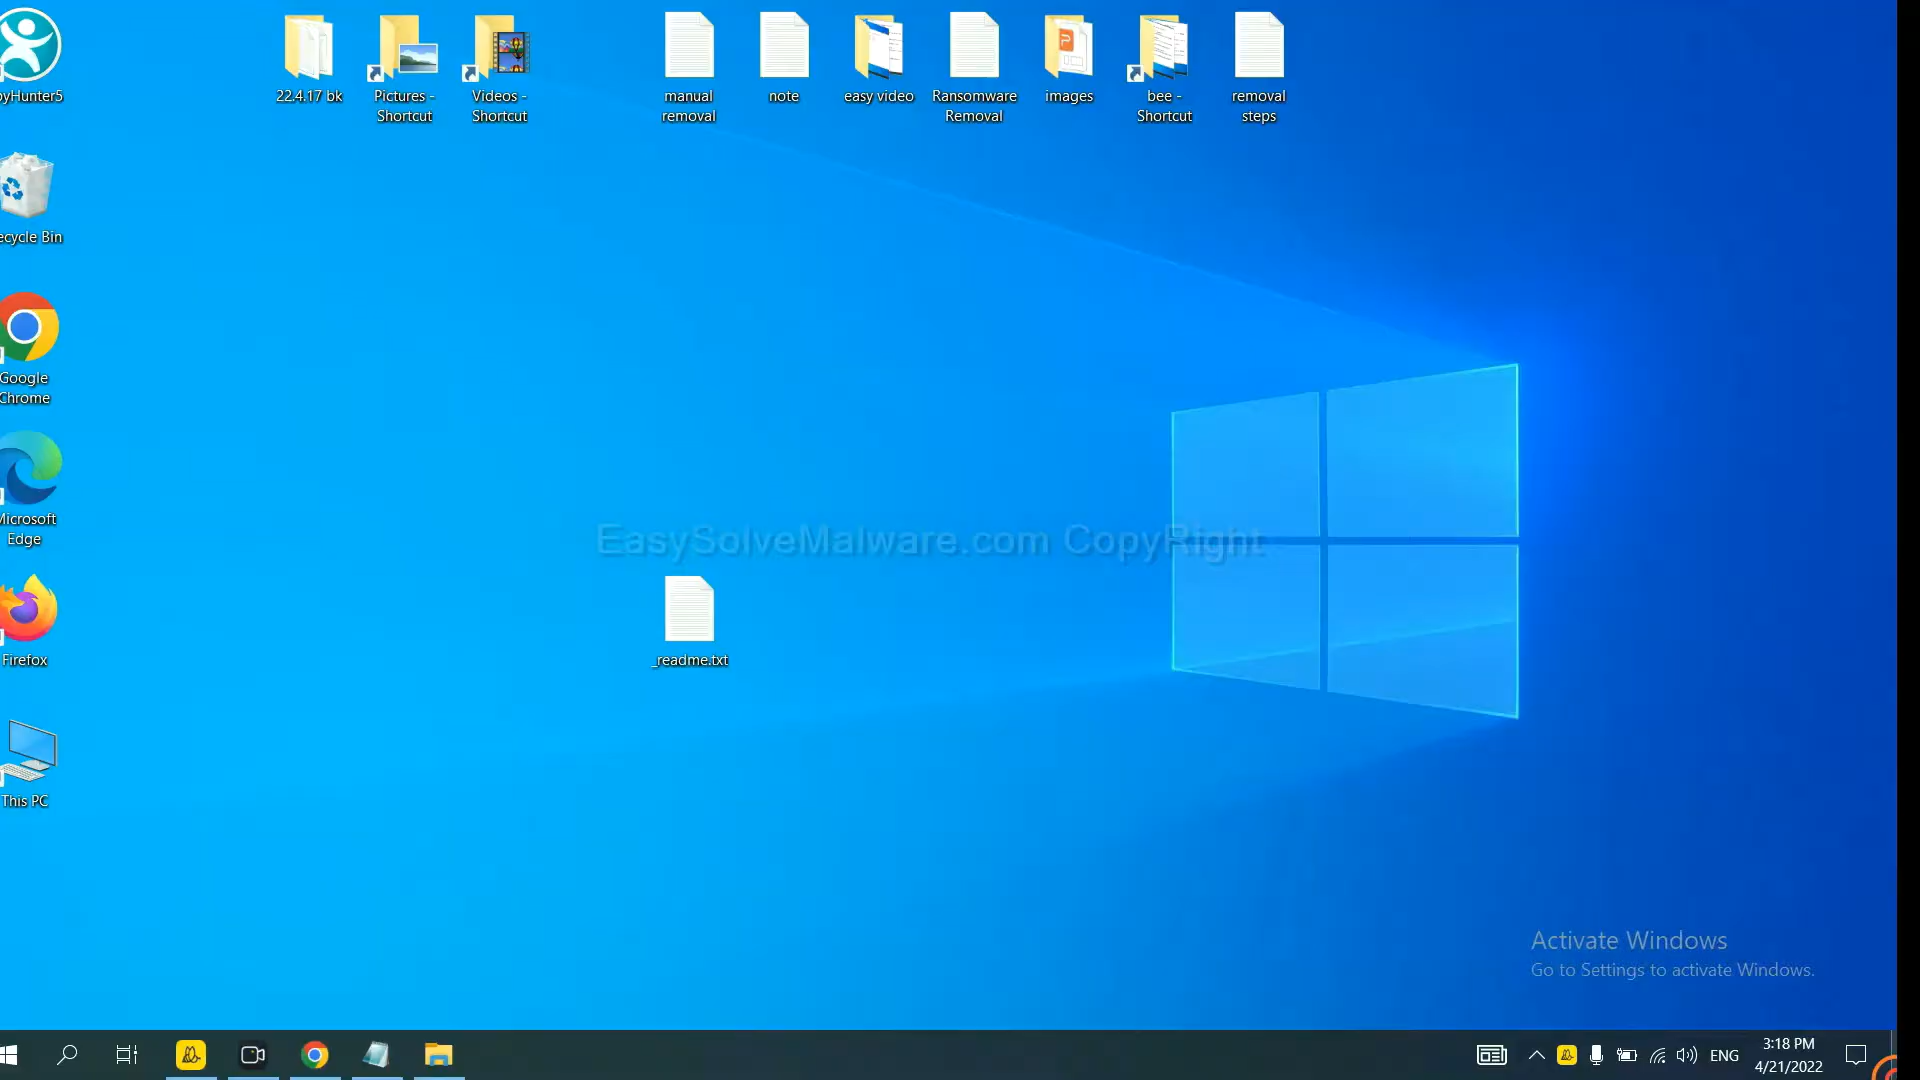 pyHunter5
22.4.17 bk
Pictures -
Shortcut
Videos -
Shortcut
manual
removal
note
easy video
Ransomware
Removal
images
bee -
Shortcut
removal
steps
ecycle Bin
Google
Chrome
Microsoft
Edge
EasySolveMalware.com CopyRight
Firefox
_readme.txt
This PC
Activate Windows
Go to Settings to activate Windows.
ENG
3:18 PM
4/21/2022